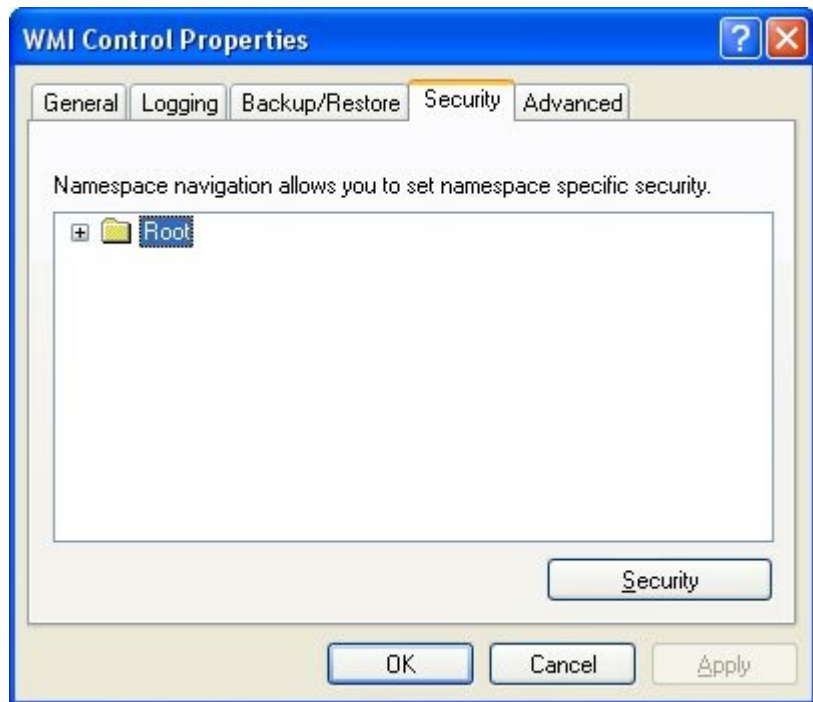 WMI Control Properties
General Logging Backup/Restore Security Advanced
Namespace navigation allows you to set namespace specific security.
Root
Security
OK Cancel Apply